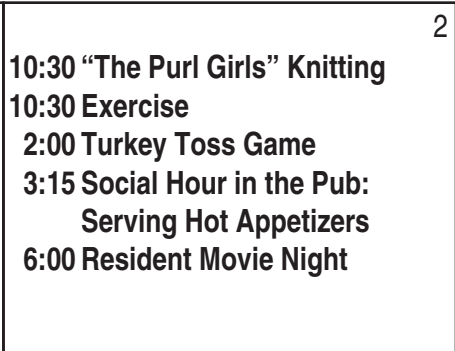 2
10:30 “The Purl Girls” Knitting
10:30 Exercise
2:00 Turkey Toss Game
3:15 Social Hour in the Pub:
Serving Hot Appetizers
6:00 Resident Movie Night